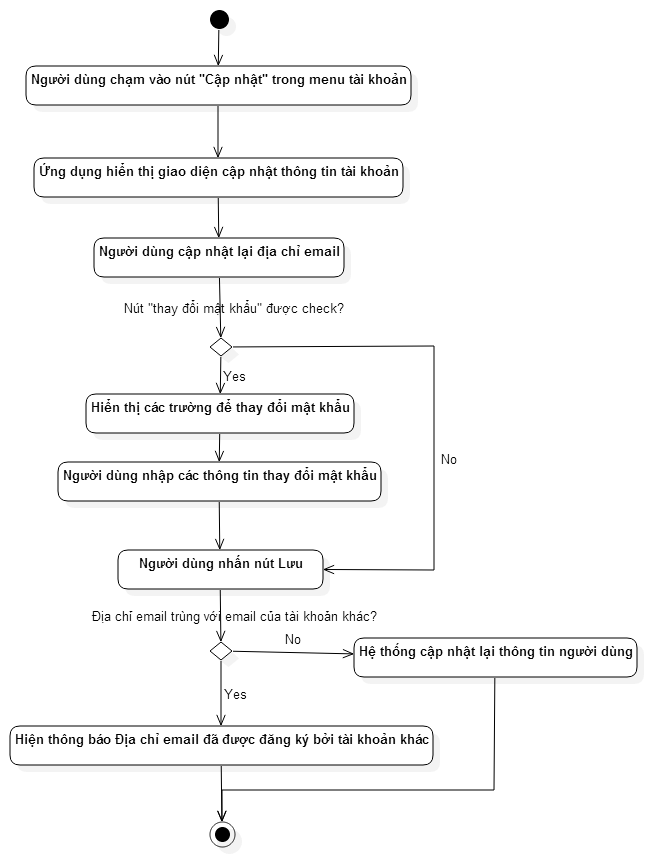 Người dùng chạm vào nút "Cập nhật" trong menu tài khoản
Ứng dụng hiển thị giao diện cập nhật thông tin tài khoản
Người dùng cập nhật lại địa chỉ email
Nút "thay đổi mật khẩu" được check?
Yes
Hiển thị các trường để thay đổi mật khẩu
No
Người dùng nhập các thông tin thay đổi mật khẩu
Người dùng nhấn nút Lưu
Địa chỉ email trùng với email của tài khoản khác?
No
Hệ thống cập nhật lại thông tin người dùng
Yes
Hiện thông báo Địa chỉ email đã được đăng ký bởi tài khoản khác